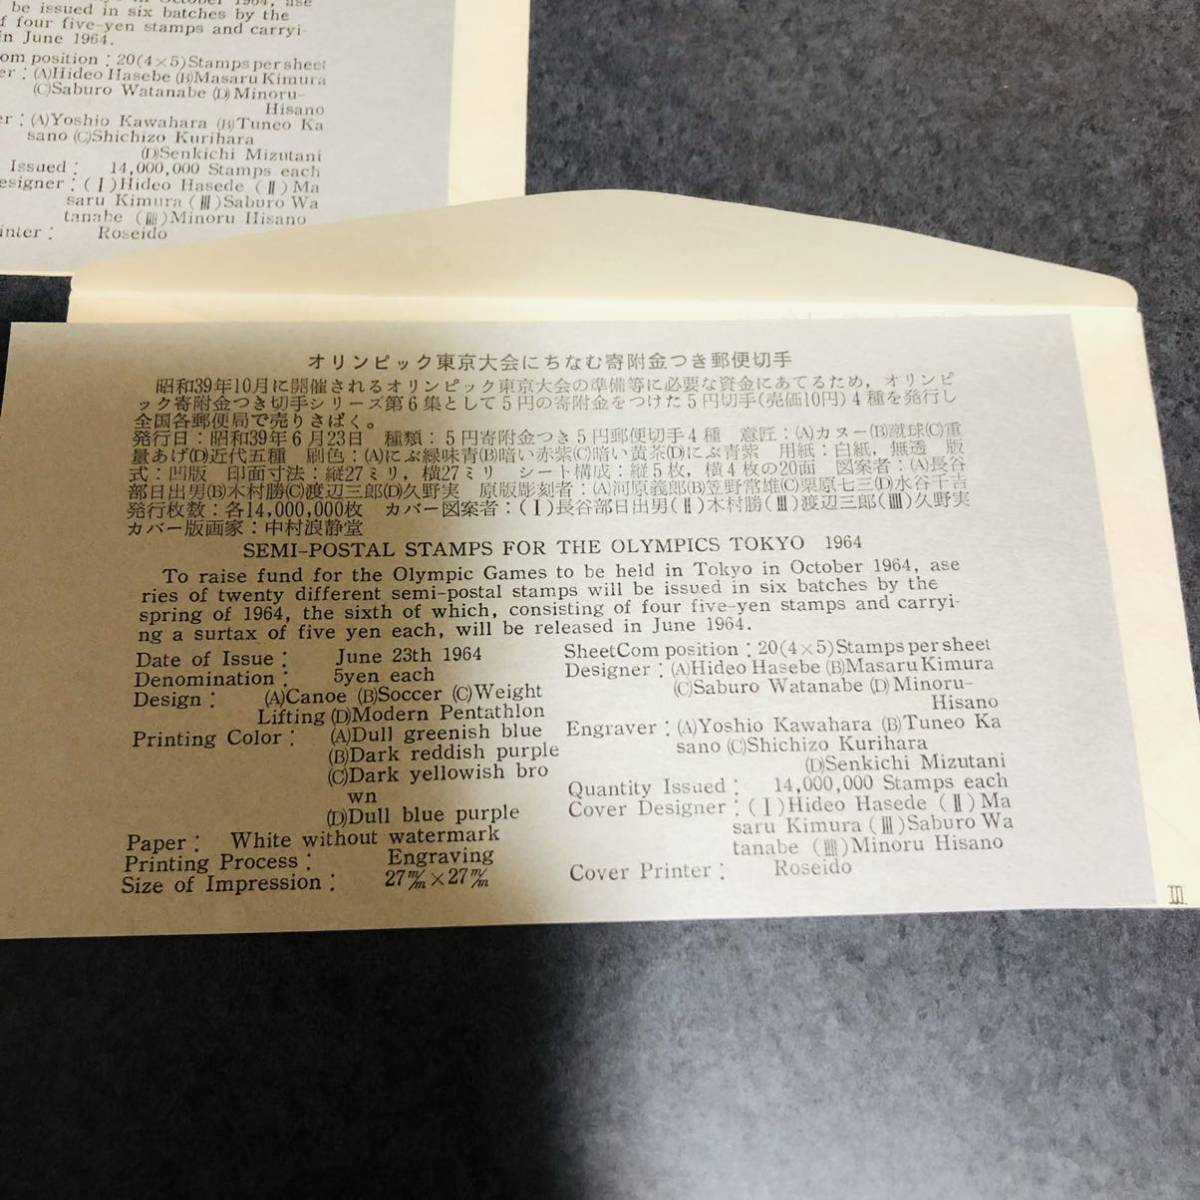 ase
be issued in six batches by the
f four five-yen stamps and carryi-
n June 1964.
om position : 20(4×5)Stamps per sheet
er : (A)Hideo Hasebe (B)Masaru Kimura
(C)Saburo Watanabe (D) Minoru-
Hisano
er : (A)Yoshio Kawahara (B)Tuneo Ka
sano (C)Shichizo Kurihara
(D)Senkichi Mizutani
Issued : 14,000,000 Stamps each
esigner : (Ⅰ)Hideo Hasede (Ⅱ)Ma
saru Kimura (Ⅲ)Saburo Wa
tanabe (IIII)Minoru Hisano
inter : Roseido
オリンピック東京大会にちなむ寄附金つき郵便切手
昭和39年10月に開催されるオリンピック東京大会の準備等に必要な資金にあてるため，オリンピ
ック寄附金つき切手シリーズ第6集として5円の寄附金をつけた5円切手(売価10円)4種を発行し
全国各郵便局で売りさばく。
発行日：昭和39年6月23日 種類：5円寄附金つき5円郵便切手4種 意匠：(A)カヌー(B)蹴球(C)重
量あげ(D)近代五種 刷色：(A)にぶ緑味青(B)暗い赤紫(C)暗い黄茶(D)にぶ青紫 用紙：白紙，無透 版
式：凹版 印面寸法：縦27ミリ，横27ミリ シート構成：縦5枚，横4枚の20面 図案者：(A)長谷
部日出男(B)木村勝(C)渡辺三郎(D)久野実 原版彫刻者：(A)河原義郎(B)笠野常雄(C)栗原七三(D)水谷千吉
発行枚数：各14,000,000枚 カバー図案者：(Ⅰ)長谷部日出男(Ⅱ)木村勝(Ⅲ)渡辺三郎(IIII)久野実
カバー版画家：中村浪静堂
SEMI-POSTAL STAMPS FOR THE OLYMPICS TOKYO 1964
To raise fund for the Olympic Games to be held in Tokyo in October 1964, ase
ries of twenty different semi-postal stamps will be issued in six batches by the
spring of 1964, the sixth of which, consisting of four five-yen stamps and carryi-
ng a surtax of five yen each, will be released in June 1964.
Date of Issue : June 23th 1964
Denomination : 5yen each
Design : (A)Canoe (B)Soccer (C)Weight
Lifting (D)Modern Pentathlon
Printing Color : (A)Dull greenish blue
(B)Dark reddish purple
(C)Dark yellowish bro
wn
(D)Dull blue purple
Paper : White without watermark
Printing Process : Engraving
Size of Impression : 27m/m×27m/m
SheetCom position : 20(4×5)Stamps per sheet
Designer : (A)Hideo Hasebe (B)Masaru Kimura
(C)Saburo Watanabe (D) Minoru-
Hisano
Engraver : (A)Yoshio Kawahara (B)Tuneo Ka
sano (C)Shichizo Kurihara
(D)Senkichi Mizutani
Quantity Issued : 14,000,000 Stamps each
Cover Designer : (Ⅰ)Hideo Hasede (Ⅱ)Ma
saru Kimura (Ⅲ)Saburo Wa
tanabe (IIII)Minoru Hisano
Cover Printer : Roseido
Ⅲ